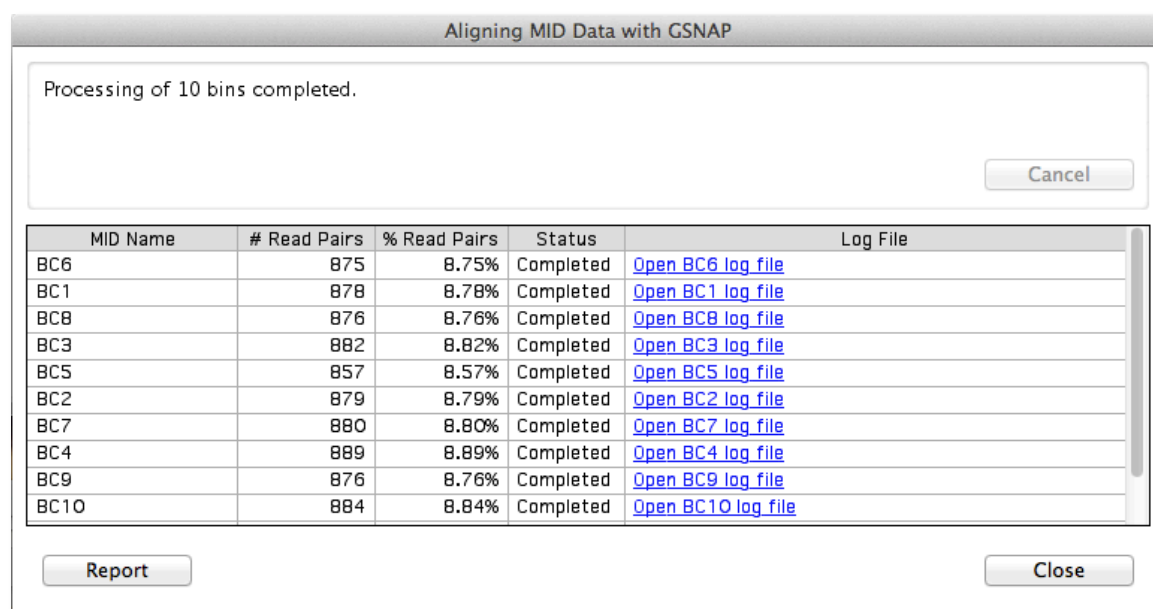 Aligning MID Data with GSNAP
Processing of 10 bins completed.
Cancel
MID Name # Read Pairs % Read Pairs Status Log File
BC6 875 8.75% Completed Open BC6 log file
BC1 878 8.78% Completed Open BC1 log file
BC8 876 8.76% Completed Open BC8 log file
BC3 882 8.82% Completed Open BC3 log file
BC5 857 8.57% Completed Open BC5 log file
BC2 879 8.79% Completed Open BC2 log file
BC7 880 8.80% Completed Open BC7 log file
BC4 889 8.89% Completed Open BC4 log file
BC9 876 8.76% Completed Open BC9 log file
BC10 884 8.84% Completed Open BC10 log file
Report Close